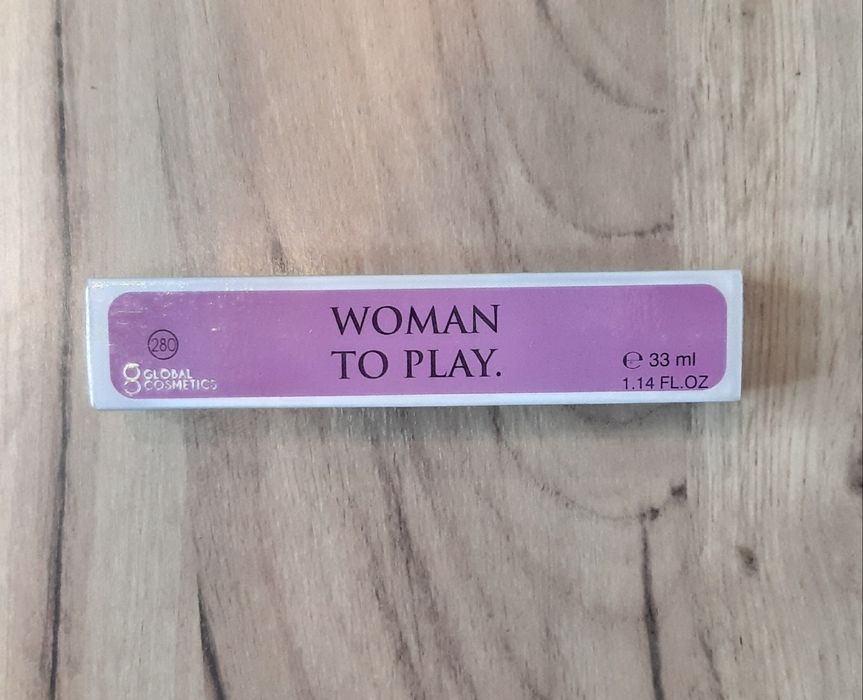 WOMAN
TO PLAY.
280
GLOBAL
COSMETICS
℮ 33 ml
1.14 FL.OZ